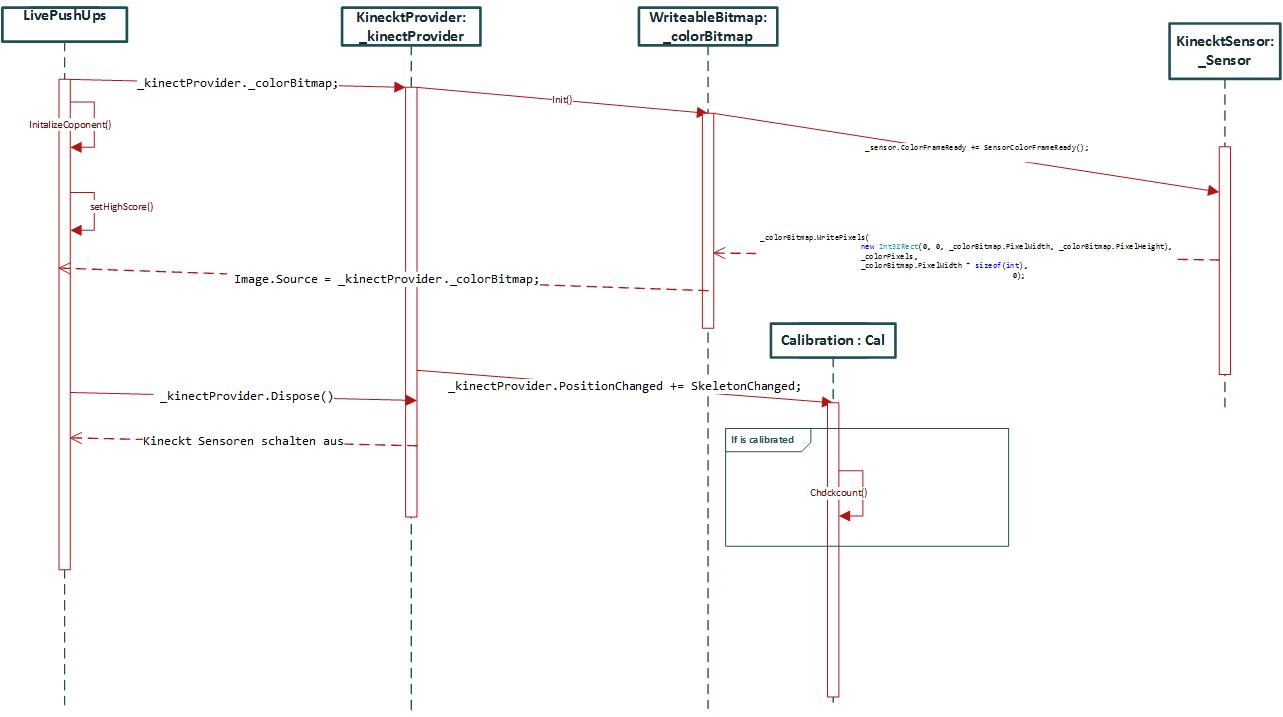 LivePushUps
KinecktProvider:
_kinectProvider
WriteableBitmap:
_colorBitmap
KinecktSensor:
_Sensor
_kinectProvider._colorBitmap;
Init()
InitalizeCoponent()
_sensor.ColorFrameReady += SensorColorFrameReady();
setHighScore()
_colorBitmap.WritePixels(
new Int32Rect(0, 0, _colorBitmap.PixelWidth, _colorBitmap.PixelHeight),
_colorPixels,
_colorBitmap.PixelWidth * sizeof(int),
0);
Image.Source = _kinectProvider._colorBitmap;
Calibration : Cal
_kinectProvider.PositionChanged += SkeletonChanged;
_kinectProvider.Dispose()
Kineckt Sensoren schalten aus
If is calibrated
Chdckcount()